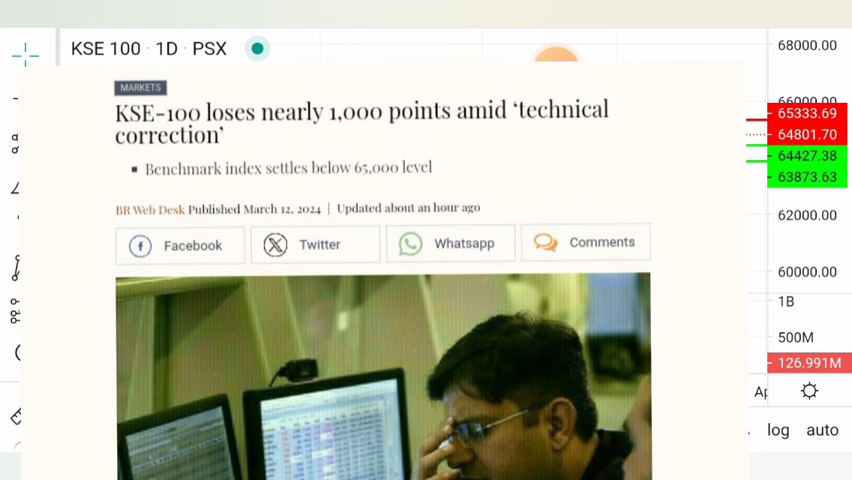 KSE 100 · 1D · PSX
68000.00
MARKETS
KSE-100 loses nearly 1,000 points amid ‘technical
correction’
66000.00
65333.69
64801.70
64427.38
63873.63
Benchmark index settles below 65,000 level
BR Web Desk Published March 12, 2024 | Updated about an hour ago
62000.00
Facebook
Twitter
Whatsapp
Comments
60000.00
1B
500M
126.991M
log
auto